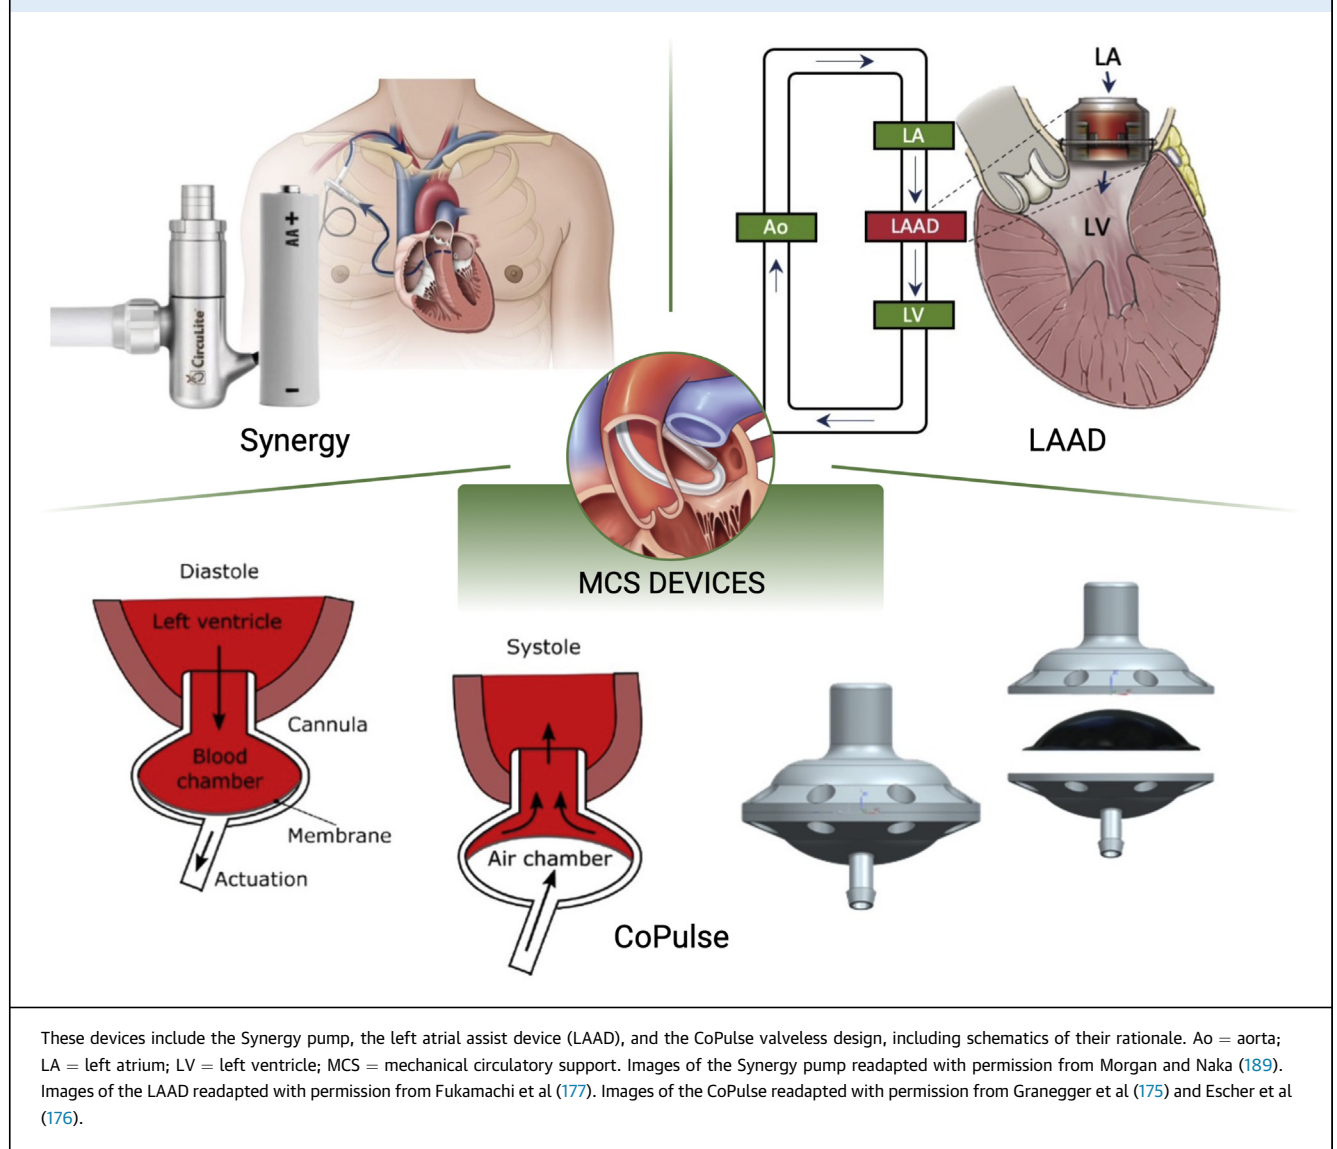 AA +
-
CircuLite
Synergy
LA
LAAD
LV
Ao
LA
LV
LAAD
MCS DEVICES
Diastole
Left ventricle
Cannula
Blood
chamber
Membrane
Actuation
Systole
Air chamber
CoPulse
These devices include the Synergy pump, the left atrial assist device (LAAD), and the CoPulse valveless design, including schematics of their rationale. Ao = aorta;
LA = left atrium; LV = left ventricle; MCS = mechanical circulatory support. Images of the Synergy pump readapted with permission from Morgan and Naka (189).
Images of the LAAD readapted with permission from Fukamachi et al (177). Images of the CoPulse readapted with permission from Granegger et al (175) and Escher et al
(176).